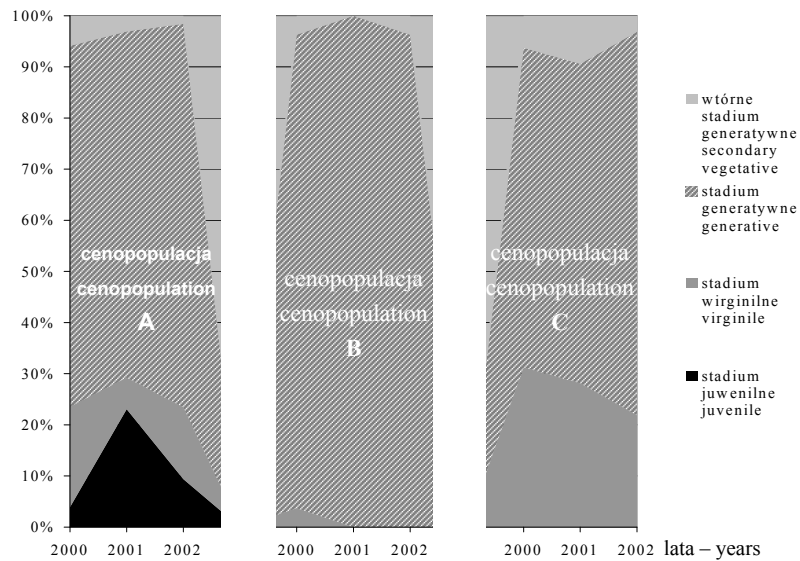 100%
90%
80%
70%
60%
50%
40%
30%
20%
10%
0%
cenopopulacja
cenopopulation
A
cenopopulacja
cenopopulation
B
cenopopulacja
cenopopulation
C
2000 2001 2002
2000 2001 2002
2000 2001 2002
lata – years
wtórne
stadium
generatywne
secondary
vegetative
stadium
generatywne
generative
stadium
wirginilne
virginile
stadium
juwenilne
juvenile